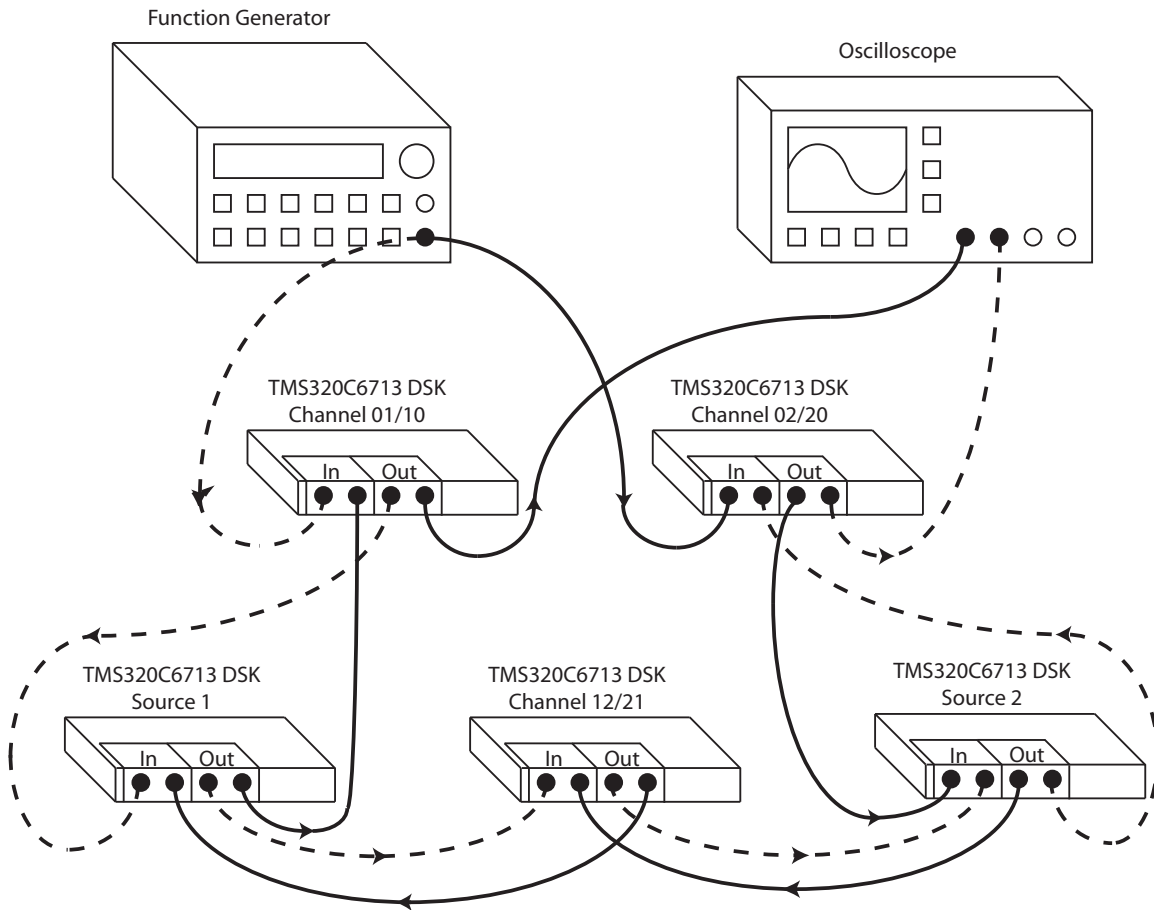 Function Generator
Oscilloscope
TMS320C6713 DSK
Channel 01/10
In Out
TMS320C6713 DSK
Channel 02/20
In Out
TMS320C6713 DSK
Source 1
In Out
TMS320C6713 DSK
Channel 12/21
In Out
TMS320C6713 DSK
Source 2
In Out